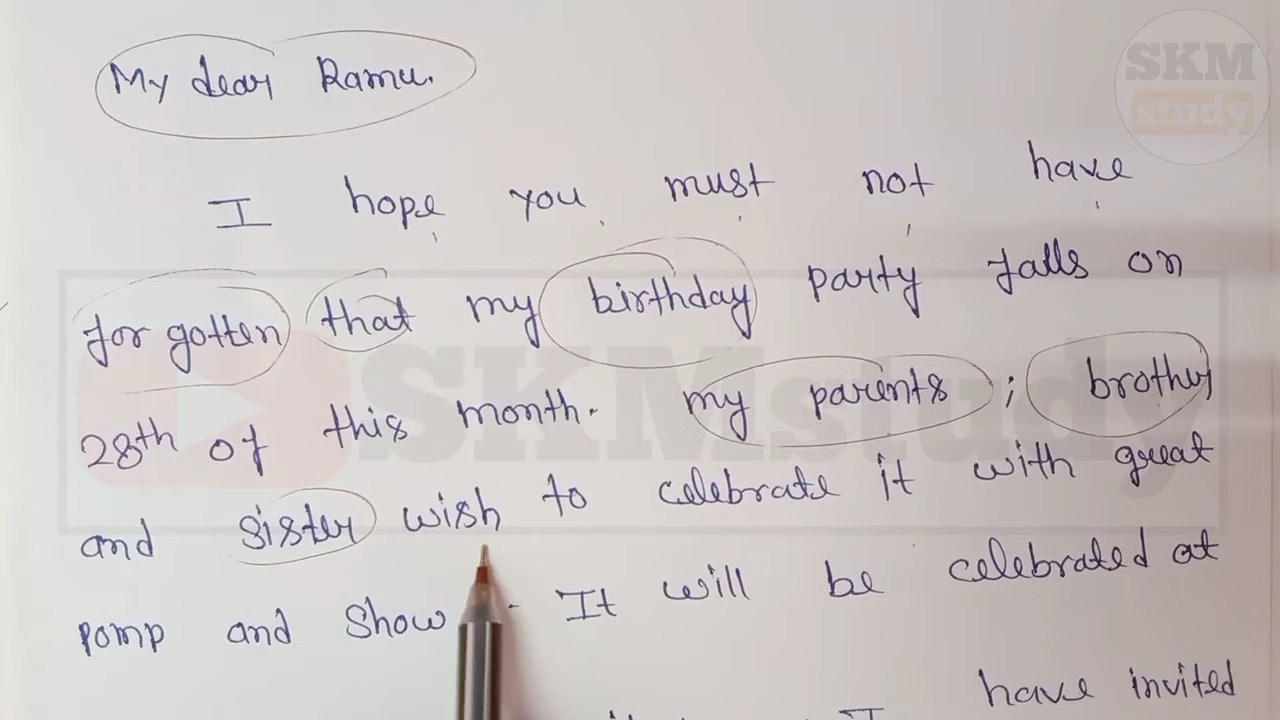 SKM
study
My dear Ramu.
I hope you must not have
forgotten that my birthday party falls on
28th of this month. my parents; brother,
and sister wish to celebrate it with great
pomp and show. It will be celebrated at
I have invited
SKMstudy